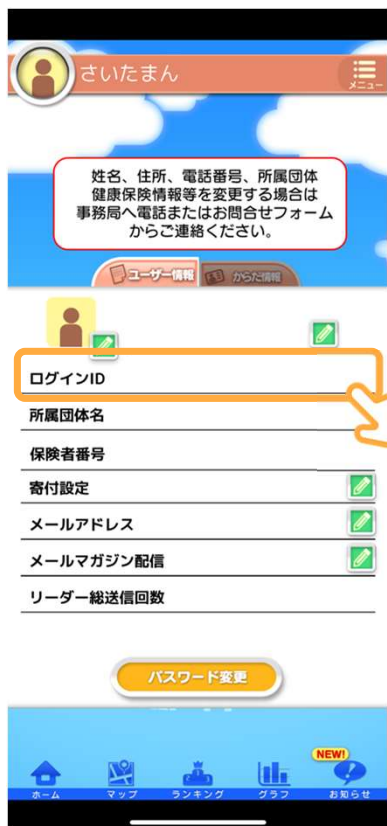 さいたまん
メニュー
姓名、住所、電話番号、所属団体
健康保険情報等を変更する場合は
事務局へ電話またはお問合せフォーム
からご連絡ください。
ユーザー情報 からだ情報
ログインID
所属団体名
保険者番号
寄付設定
メールアドレス
メールマガジン配信
リーダー総送信回数
パスワード変更
NEW!
ホーム マップ ランキング グラフ お知らせ